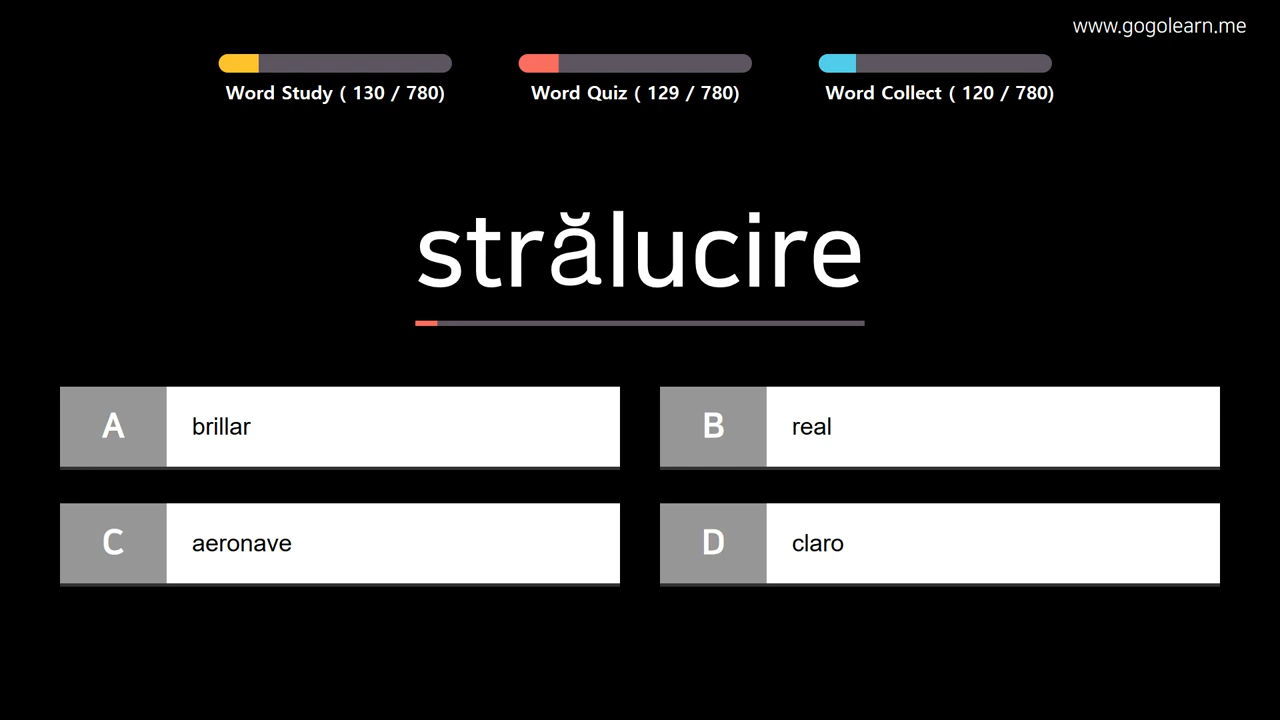 www.gogolearn.me
Word Study ( 130 / 780)
Word Quiz ( 129 / 780)
Word Collect ( 120 / 780)
strălucire
A brillar
B real
C aeronave
D claro